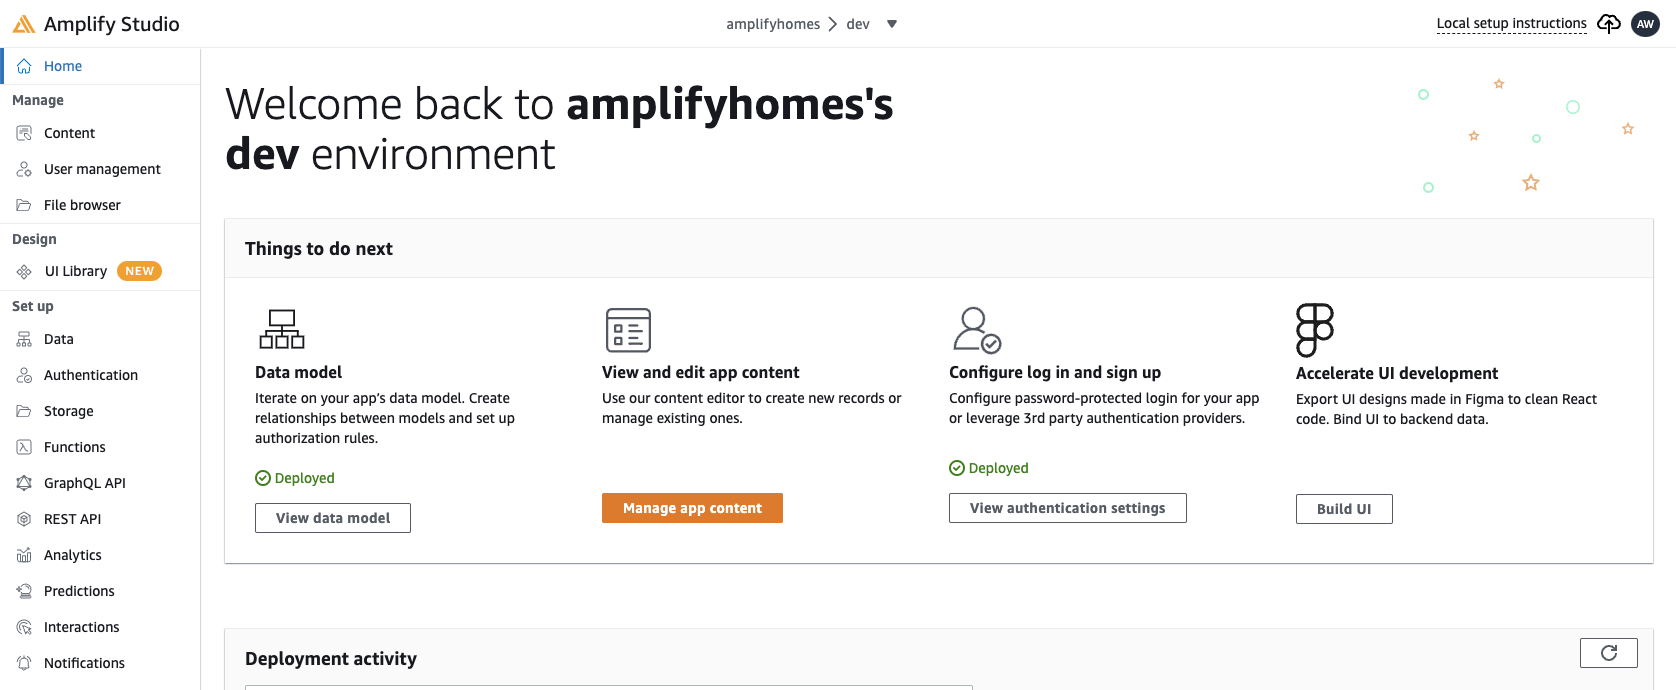 Amplify Studio
amplifyhomes
dev
Local setup instructions
AW
Home
Manage
Content
User management
File browser
Design
UI Library
NEW
Set up
Data
Authentication
Storage
Functions
GraphQL API
REST API
Analytics
Predictions
Interactions
Notifications
Welcome back to amplifyhomes's
dev environment
Things to do next
Data model
Iterate on your app’s data model. Create
relationships between models and set up
authorization rules.
Deployed
View data model
View and edit app content
Use our content editor to create new records or
manage existing ones.
Manage app content
Configure log in and sign up
Configure password-protected login for your app
or leverage 3rd party authentication providers.
Deployed
View authentication settings
Accelerate UI development
Export UI designs made in Figma to clean React
code. Bind UI to backend data.
Build UI
Deployment activity